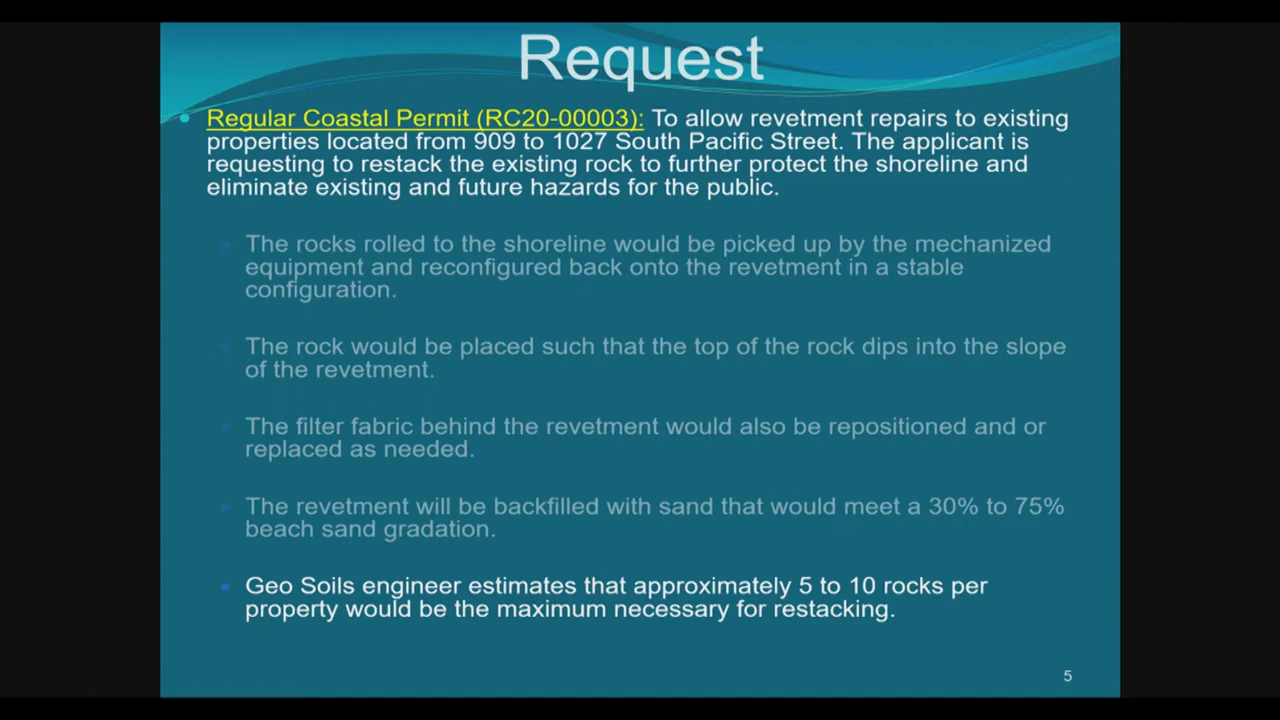 Request
Regular Coastal Permit (RC20-00003): To allow revetment repairs to existing
properties located from 909 to 1027 South Pacific Street. The applicant is
requesting to restack the existing rock to further protect the shoreline and
eliminate existing and future hazards for the public.
The rocks rolled to the shoreline would be picked up by the mechanized
equipment and reconfigured back onto the revetment in a stable
configuration.
The rock would be placed such that the top of the rock dips into the slope
of the revetment.
The filter fabric behind the revetment would also be repositioned and or
replaced as needed.
The revetment will be backfilled with sand that would meet a 30% to 75%
beach sand gradation.
Geo Soils engineer estimates that approximately 5 to 10 rocks per
property would be the maximum necessary for restacking.
5